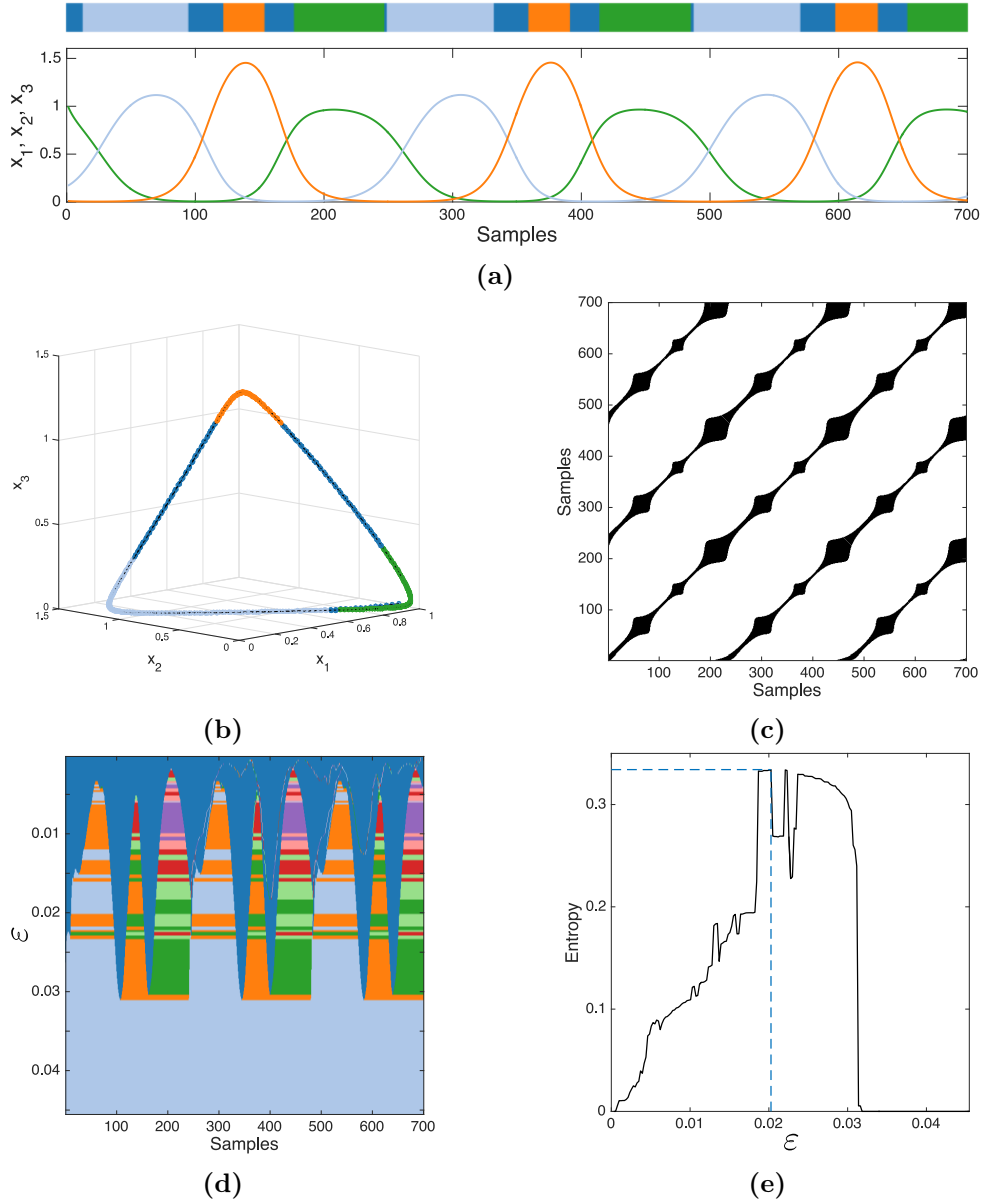 1.5
1
0.5
0
x1, x2, x3
0 100 200 300 400 500 600 700
Samples
(a)
1.5
1
0.5
0
x3
1.5
1
0.5
0
x2
0
0.2
0.4
0.6
0.8
1
x1
(b)
700
600
500
400
300
200
100
Samples
100 200 300 400 500 600 700
Samples
(c)
0.01
0.02
0.03
0.04
ε
100 200 300 400 500 600 700
Samples
(d)
0.3
0.2
0.1
0
Entropy
0 0.01 0.02 0.03 0.04
ε
(e)